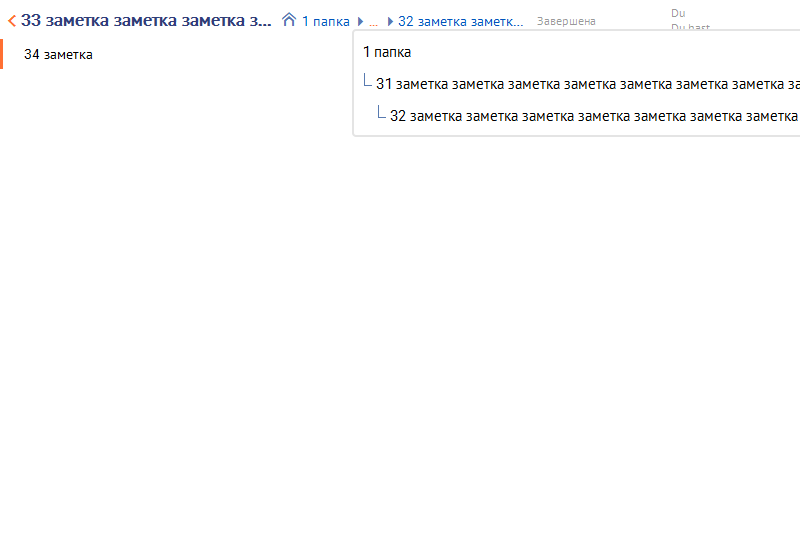 33 заметка заметка заметка з... 1 папка ... 32 заметка заметк... Завершена Du
Du hast
34 заметка
1 папка
31 заметка заметка заметка заметка заметка заметка заметка за
32 заметка заметка заметка заметка заметка заметка заметка